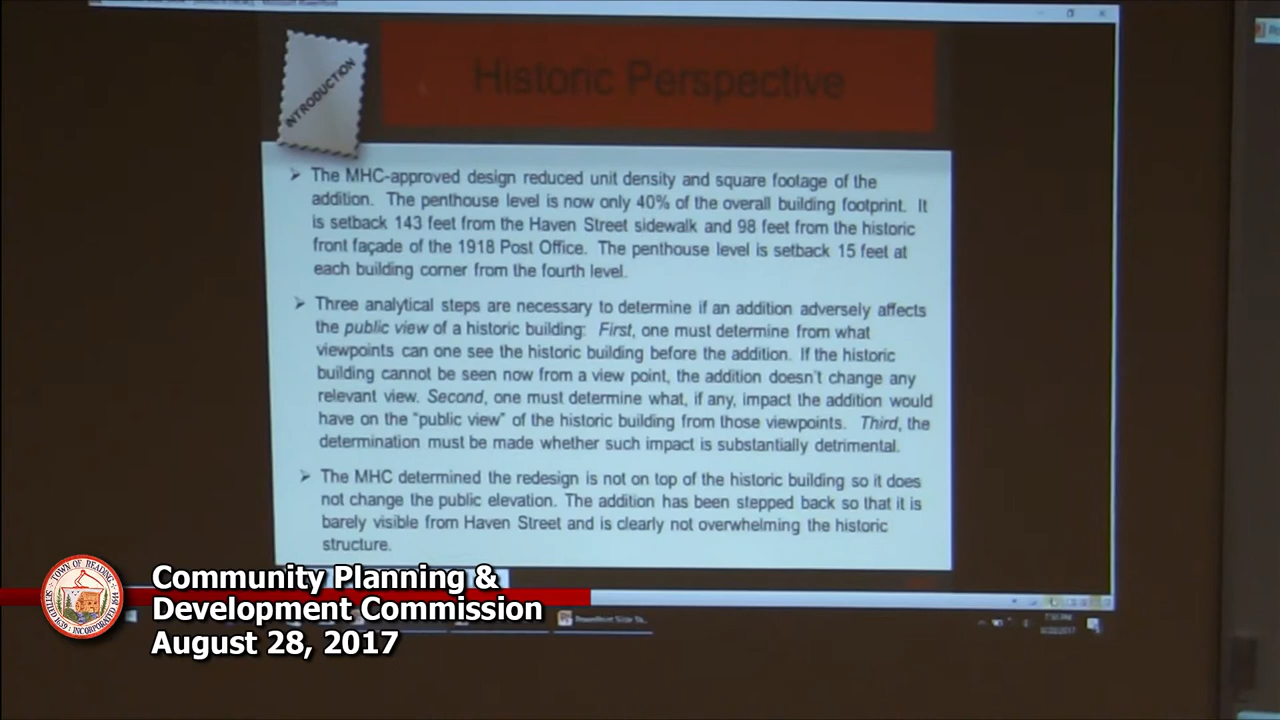 INTRODUCTION
Historic Perspective
➢ The MHC-approved design reduced unit density and square footage of the
addition. The penthouse level is now only 40% of the overall building footprint. It
is setback 143 feet from the Haven Street sidewalk and 98 feet from the historic
front façade of the 1918 Post Office. The penthouse level is setback 15 feet at
each building corner from the fourth level.
➢ Three analytical steps are necessary to determine if an addition adversely affects
the public view of a historic building: First, one must determine from what
viewpoints can one see the historic building before the addition. If the historic
building cannot be seen now from a view point, the addition doesn't change any
relevant view. Second, one must determine what, if any, impact the addition would
have on the "public view" of the historic building from those viewpoints. Third, the
determination must be made whether such impact is substantially detrimental.
➢ The MHC determined the redesign is not on top of the historic building so it does
not change the public elevation. The addition has been stepped back so that it is
barely visible from Haven Street and is clearly not overwhelming the historic
structure.
TOWN OF READING
Community Planning &
Development Commission
August 28, 2017